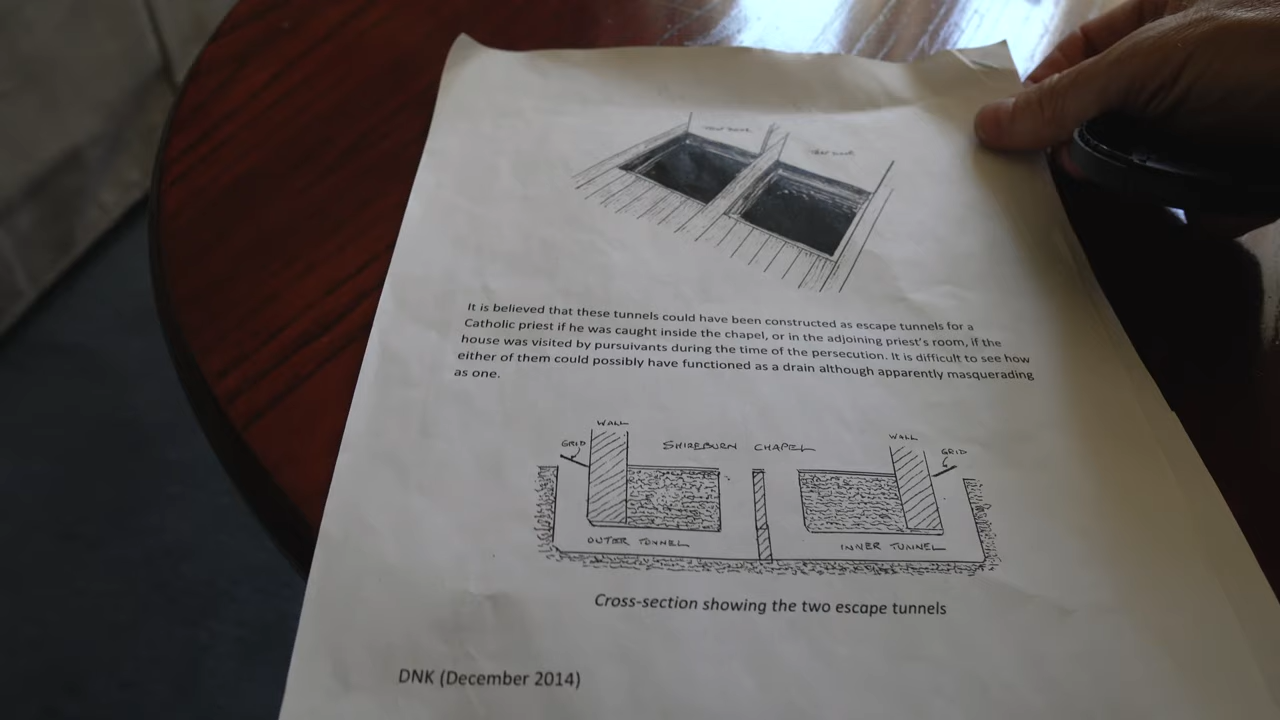 It is believed that these tunnels could have been constructed as escape tunnels for a
Catholic priest if he was caught inside the chapel, or in the adjoining priest's room, if the
house was visited by pursuivants during the time of the persecution. It is difficult to see how
either of them could possibly have functioned as a drain although apparently masquerading
as one.
WALL
WALL
GRID
SHIREBURN CHAPEL
GRID
OUTER TUNNEL
INNER TUNNEL
Cross-section showing the two escape tunnels
DNK (December 2014)